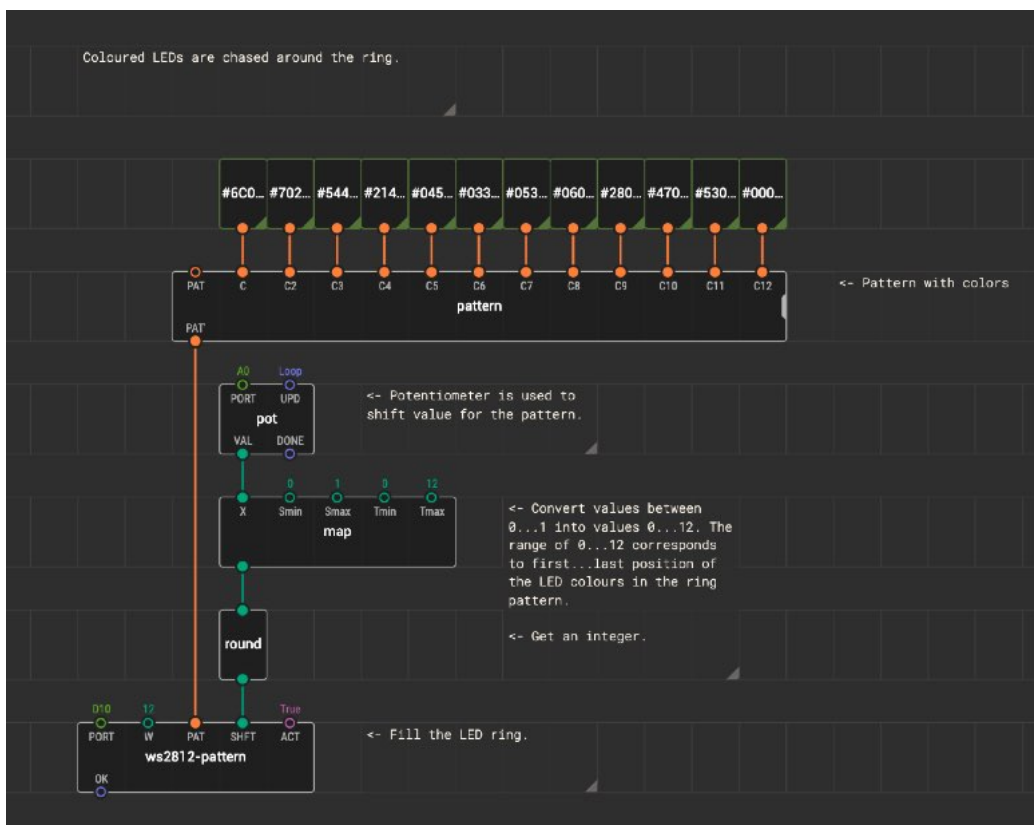 Coloured LEDs are chased around the ring.
#6C0… #702… #544… #214… #045… #033… #053… #060… #280… #470… #530… #000…
PAT C C2 C3 C4 C5 C6 C7 C8 C9 C10 C11 C12
<- Pattern with colors
pattern
PAT
A0 Loop
PORT UPD
pot
VAL DONE
<- Potentiometer is used to
shift value for the pattern.
0 1 0 12
X Smin Smax Tmin Tmax
map
<- Convert values between
0...1 into values 0...12. The
range of 0...12 corresponds
to first...last position of
the LED colours in the ring
pattern.
round
<- Get an integer.
D10 12 True
PORT W PAT SHFT ACT
ws2812-pattern
OK
<- Fill the LED ring.